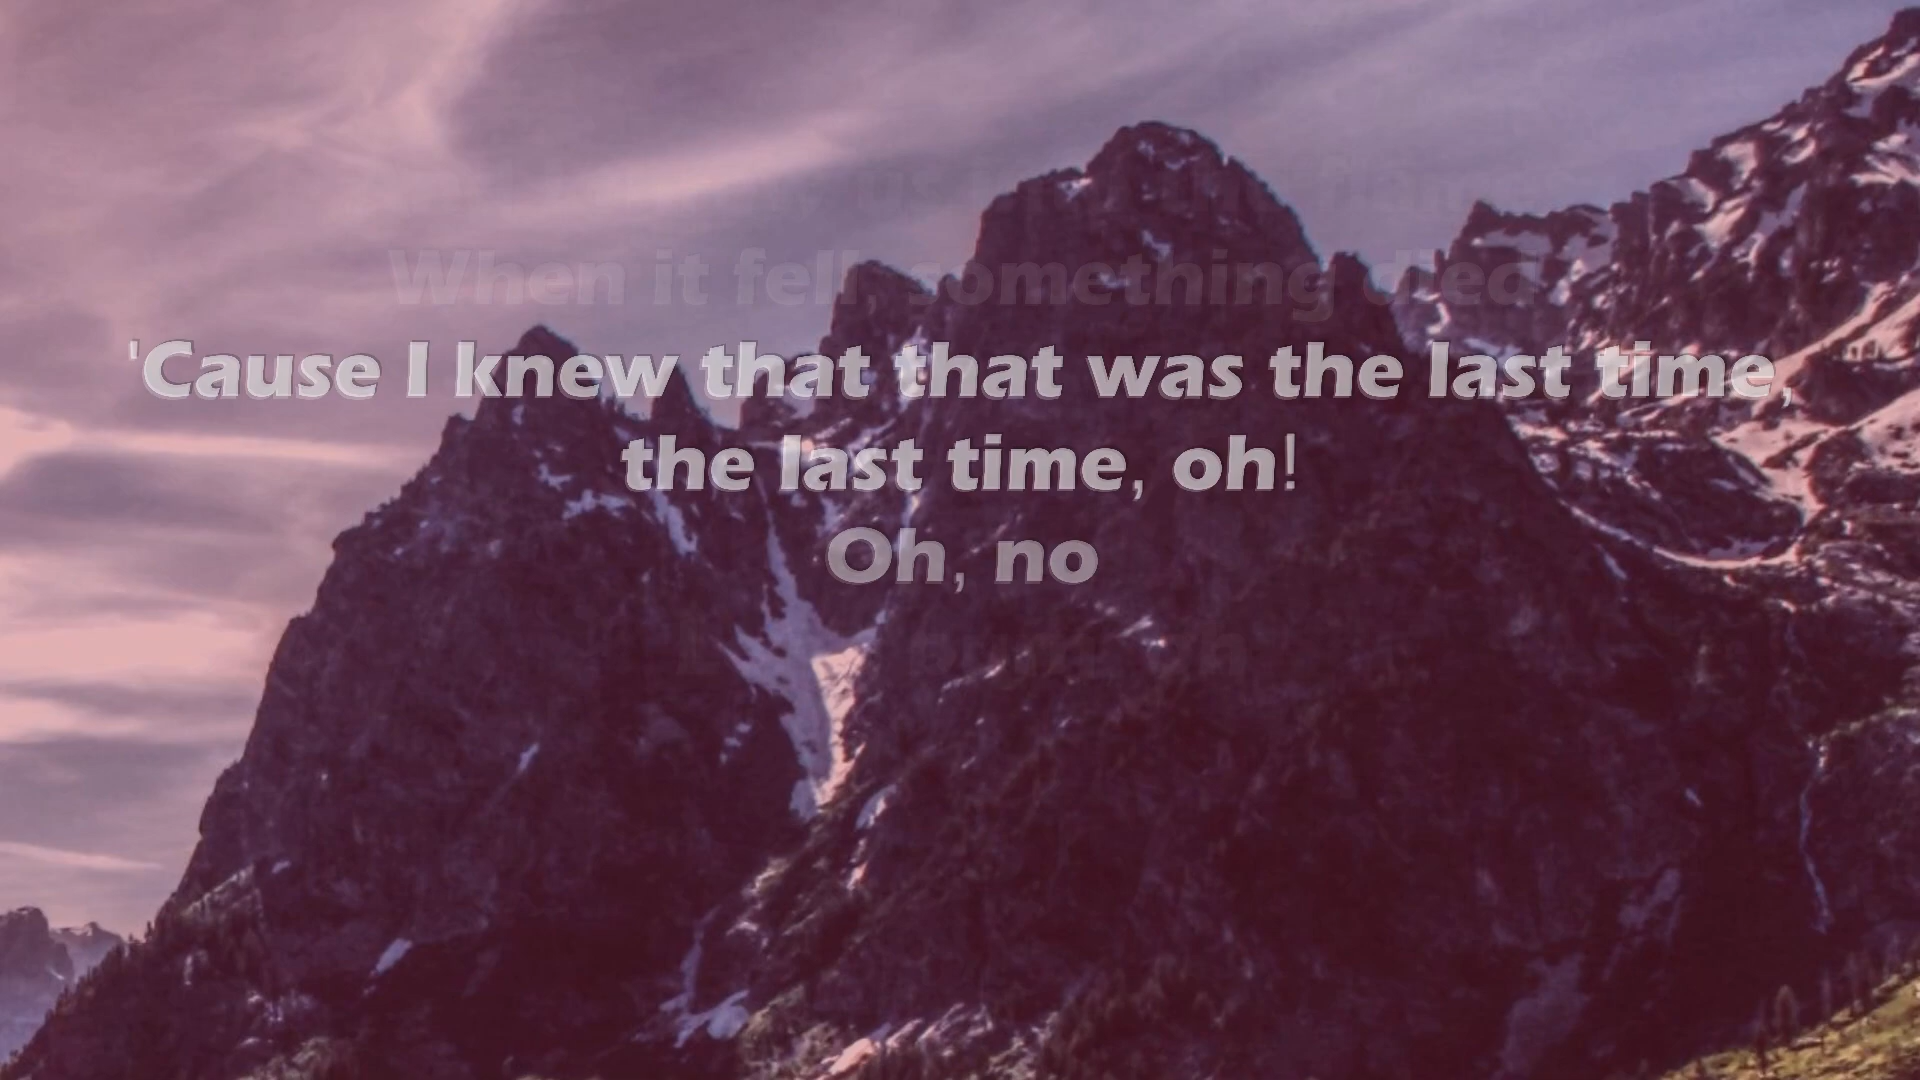 When it fell, something died
'Cause I knew that that was the last time,
the last time, oh!
Oh, no